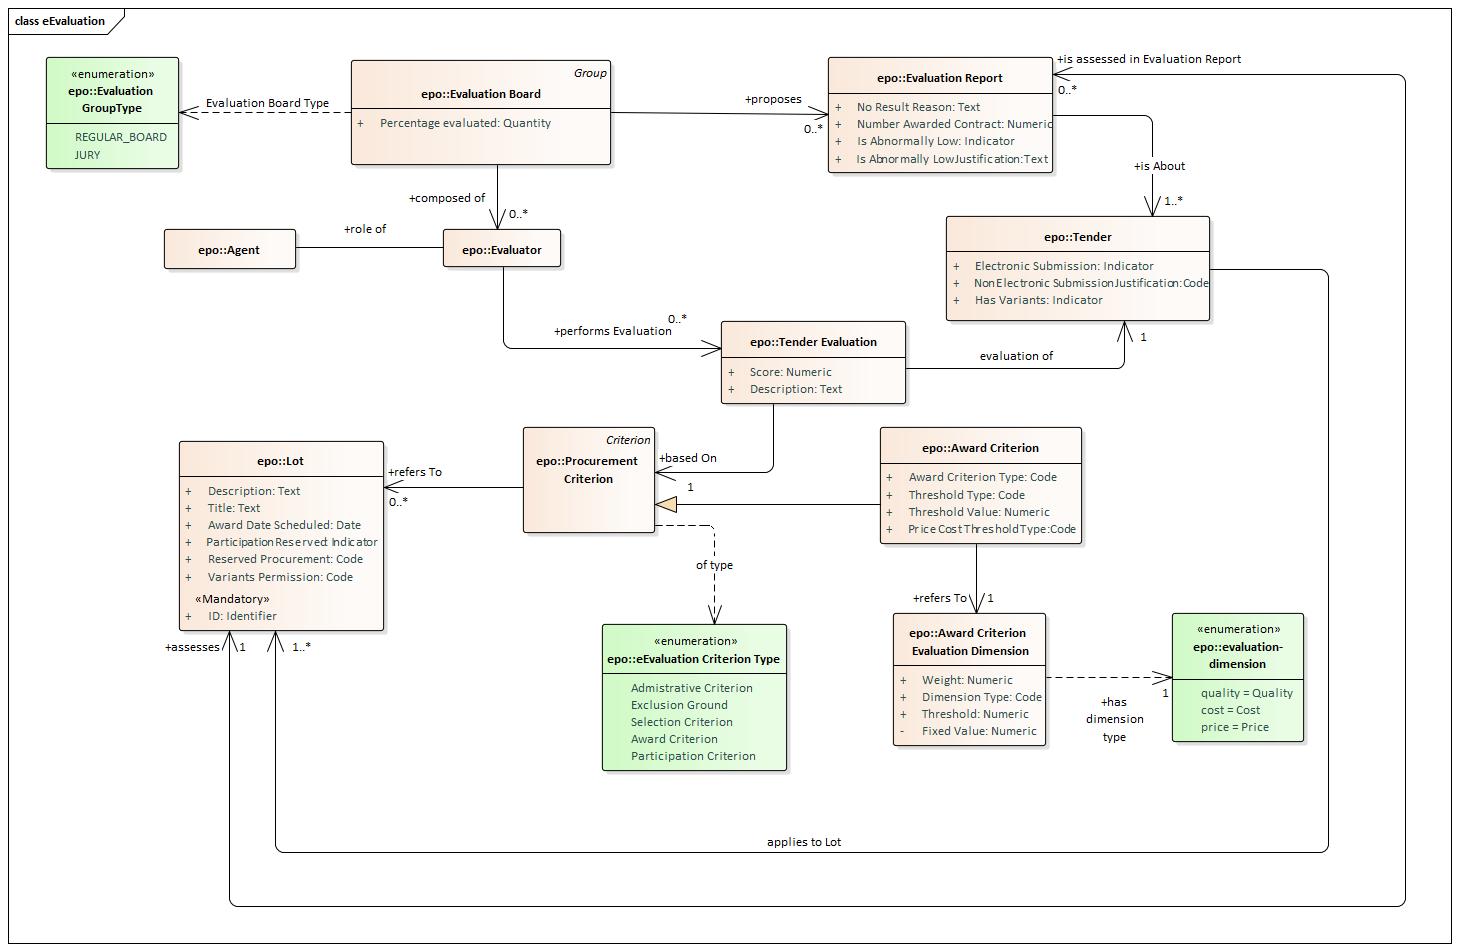 class eEvaluation
«enumeration»
epo::Evaluation
GroupType
REGULAR_BOARD
JURY
Evaluation Board Type
Group
epo::Evaluation Board
+ Percentage evaluated: Quantity
+proposes
0..*
epo::Evaluation Report
+ No Result Reason: Text
+ Number Awarded Contract: Numeric
+ Is Abnormally Low: Indicator
+ Is Abnormally LowJustification:Text
+is assessed in Evaluation Report
0..*
+is About
1..*
+composed of
0..*
epo::Agent
+role of
epo::Evaluator
epo::Tender
+ Electronic Submission: Indicator
+ NonElectronic SubmissionJustification:Code
+ Has Variants: Indicator
+performs Evaluation
0..*
epo::Tender Evaluation
+ Score: Numeric
+ Description: Text
evaluation of
1
epo::Lot
+ Description: Text
+ Title: Text
+ Award Date Scheduled: Date
+ ParticipationReserved: Indicator
+ Reserved Procurement: Code
+ Variants Permission: Code
«Mandatory»
+ ID: Identifier
+refers To
0..*
Criterion
epo::Procurement
Criterion
+based On
1
epo::Award Criterion
+ Award Criterion Type: Code
+ Threshold Type: Code
+ Threshold Value: Numeric
+ Price Cost ThresholdType:Code
of type
+refers To
1
+assesses
1
1..*
«enumeration»
epo::eEvaluation Criterion Type
Admistrative Criterion
Exclusion Ground
Selection Criterion
Award Criterion
Participation Criterion
epo::Award Criterion
Evaluation Dimension
+ Weight: Numeric
+ Dimension Type: Code
+ Threshold: Numeric
- Fixed Value: Numeric
+has
dimension
type
1
«enumeration»
epo::evaluation-
dimension
quality = Quality
cost = Cost
price = Price
applies to Lot